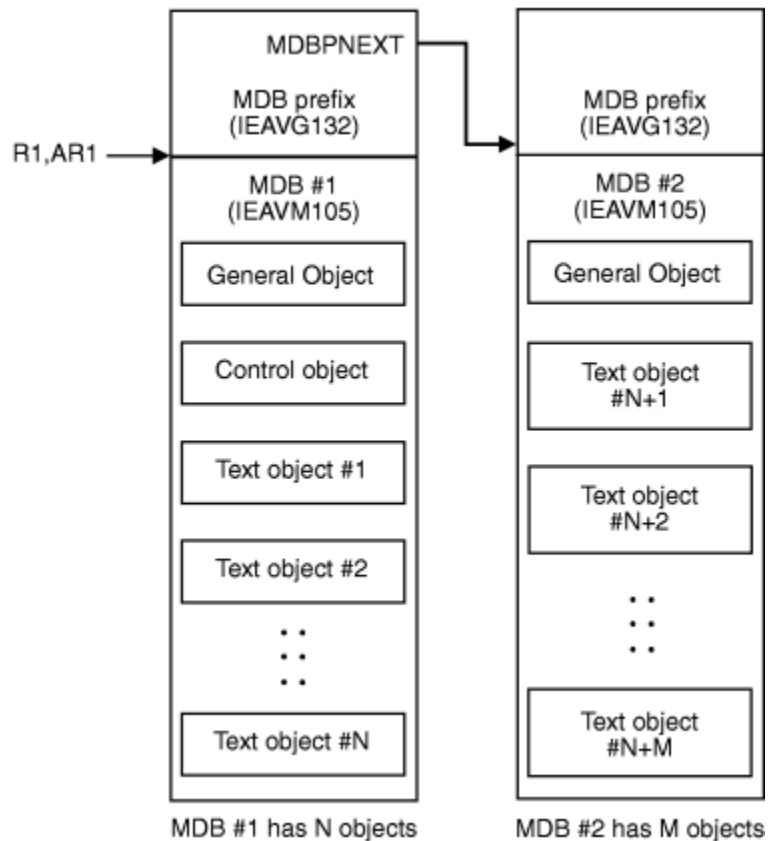 MDBPNEXT
MDB prefix
(IEAVG132)
R1,AR1
MDB #1
(IEAVM105)
General Object
Control object
Text object #1
Text object #2
Text object #N
MDB #1 has N objects
MDB prefix
(IEAVG132)
MDB #2
(IEAVM105)
General Object
Text object
#N+1
Text object
#N+2
Text object
#N+M
MDB #2 has M objects